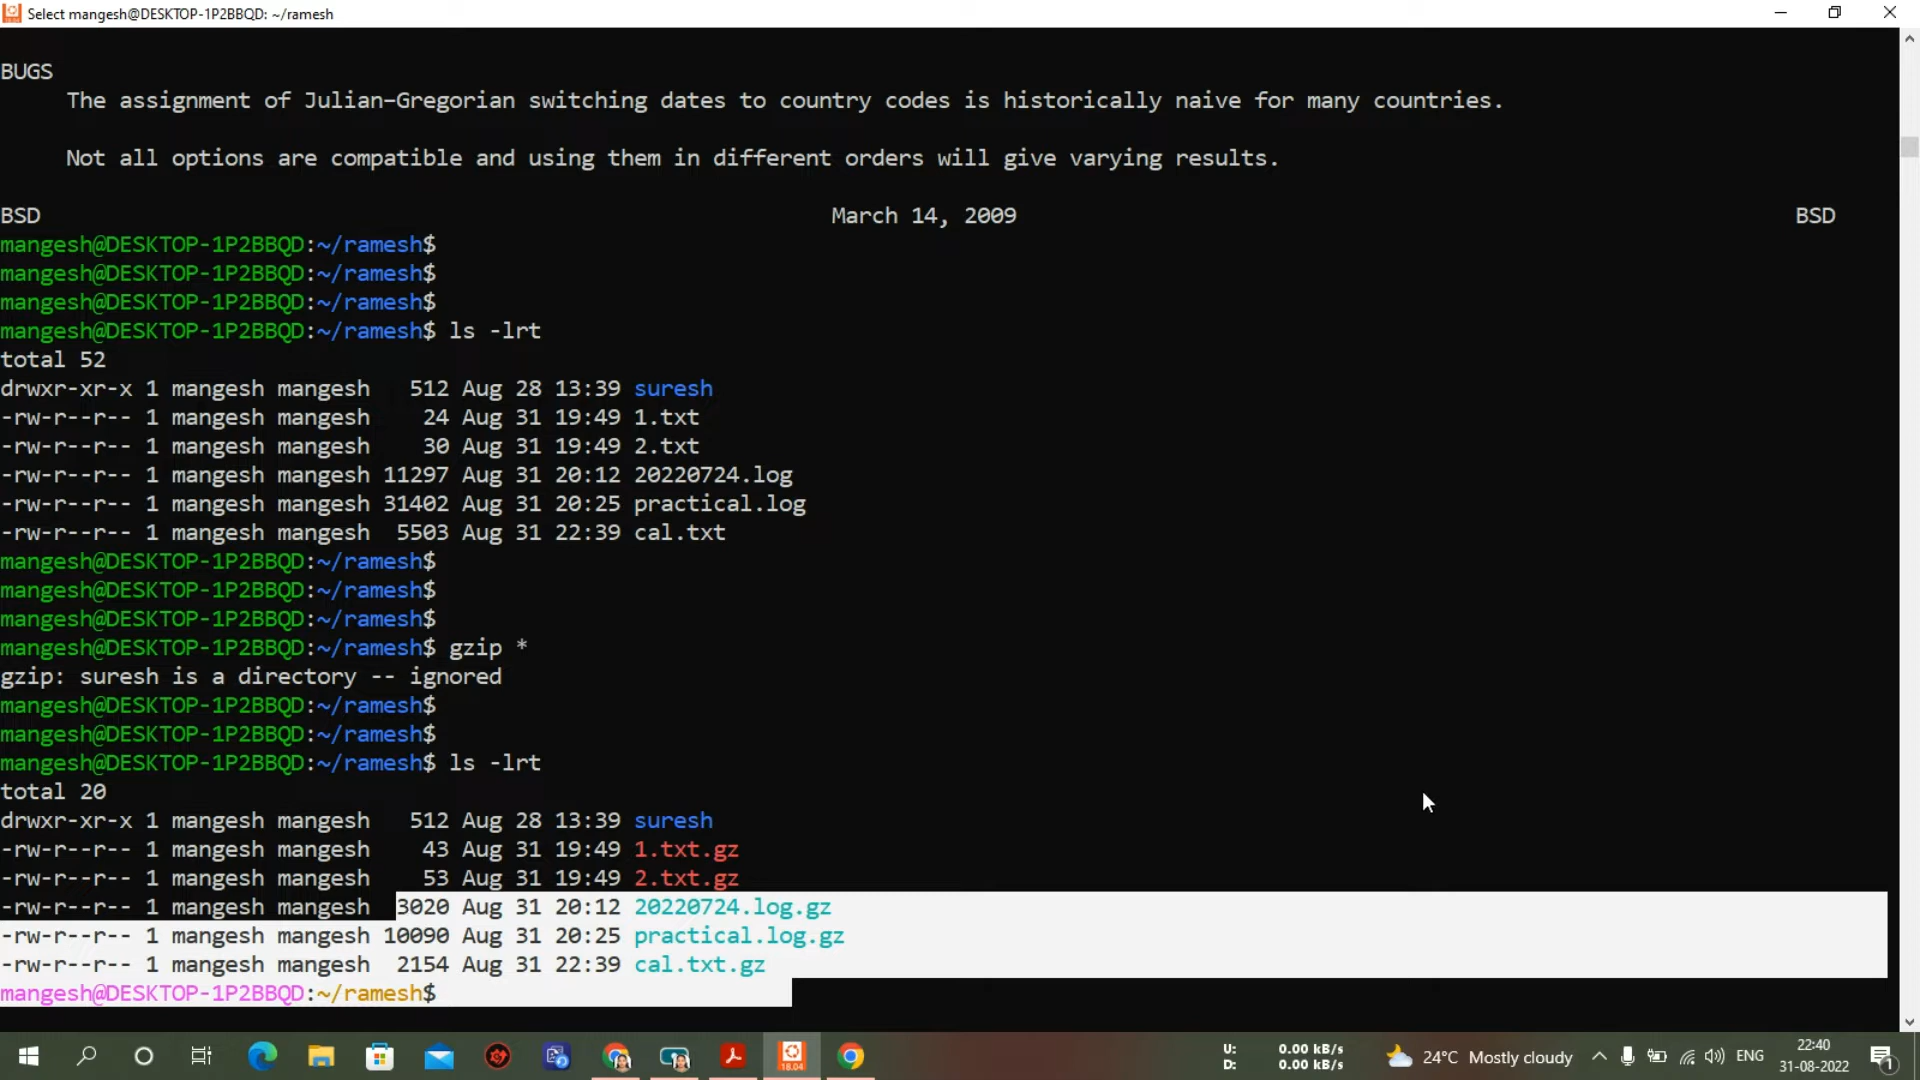 Select mangesh@DESKTOP-1P2BBQD: ~/ramesh
BUGS
The assignment of Julian–Gregorian switching dates to country codes is historically naive for many countries.
Not all options are compatible and using them in different orders will give varying results.
BSD March 14, 2009 BSD
mangesh@DESKTOP-1P2BBQD:~/ramesh$
mangesh@DESKTOP-1P2BBQD:~/ramesh$
mangesh@DESKTOP-1P2BBQD:~/ramesh$
mangesh@DESKTOP-1P2BBQD:~/ramesh$ ls -lrt
total 52
drwxr-xr-x 1 mangesh mangesh 512 Aug 28 13:39 suresh
-rw-r--r-- 1 mangesh mangesh 24 Aug 31 19:49 1.txt
-rw-r--r-- 1 mangesh mangesh 30 Aug 31 19:49 2.txt
-rw-r--r-- 1 mangesh mangesh 11297 Aug 31 20:12 20220724.log
-rw-r--r-- 1 mangesh mangesh 31402 Aug 31 20:25 practical.log
-rw-r--r-- 1 mangesh mangesh 5503 Aug 31 22:39 cal.txt
mangesh@DESKTOP-1P2BBQD:~/ramesh$
mangesh@DESKTOP-1P2BBQD:~/ramesh$
mangesh@DESKTOP-1P2BBQD:~/ramesh$
mangesh@DESKTOP-1P2BBQD:~/ramesh$ gzip *
gzip: suresh is a directory -- ignored
mangesh@DESKTOP-1P2BBQD:~/ramesh$
mangesh@DESKTOP-1P2BBQD:~/ramesh$
mangesh@DESKTOP-1P2BBQD:~/ramesh$ ls -lrt
total 20
drwxr-xr-x 1 mangesh mangesh 512 Aug 28 13:39 suresh
-rw-r--r-- 1 mangesh mangesh 43 Aug 31 19:49 1.txt.gz
-rw-r--r-- 1 mangesh mangesh 53 Aug 31 19:49 2.txt.gz
-rw-r--r-- 1 mangesh mangesh 3020 Aug 31 20:12 20220724.log.gz
-rw-r--r-- 1 mangesh mangesh 10090 Aug 31 20:25 practical.log.gz
-rw-r--r-- 1 mangesh mangesh 2154 Aug 31 22:39 cal.txt.gz
mangesh@DESKTOP-1P2BBQD:~/ramesh$
18.04
U: 0.00 kB/s
D: 0.00 kB/s
24°C Mostly cloudy
ENG
22:40
31-08-2022
1